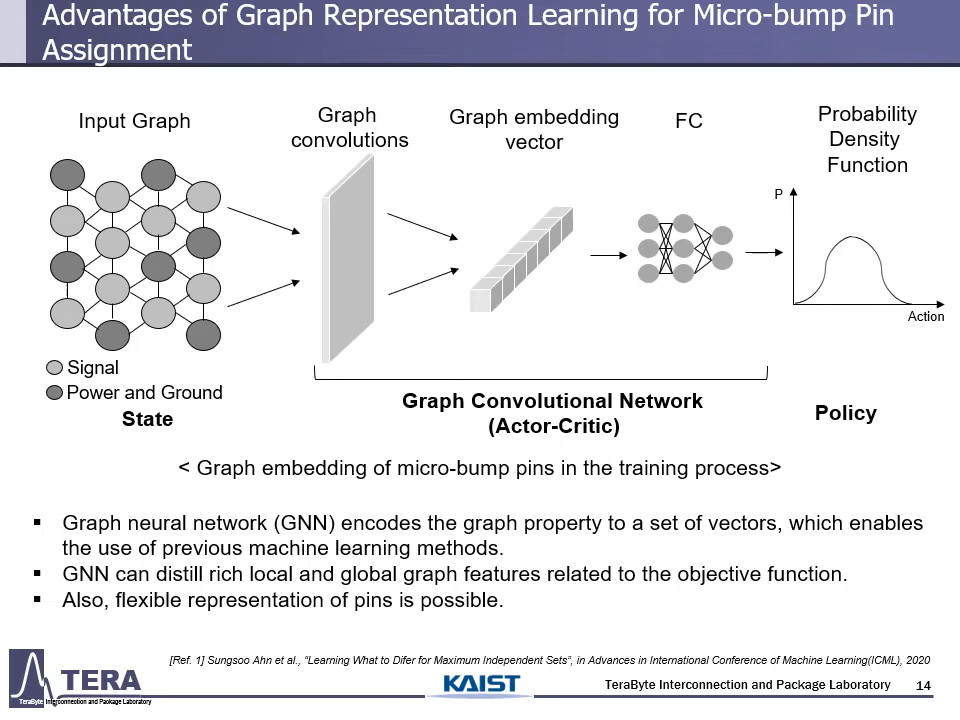 Advantages of Graph Representation Learning for Micro-bump Pin
Assignment
Input Graph
Graph
convolutions
Graph embedding
vector
FC
Probability
Density
Function
P
Action
Signal
Power and Ground
State
Graph Convolutional Network
(Actor-Critic)
Policy
< Graph embedding of micro-bump pins in the training process>
▪ Graph neural network (GNN) encodes the graph property to a set of vectors, which enables
the use of previous machine learning methods.
▪ GNN can distill rich local and global graph features related to the objective function.
▪ Also, flexible representation of pins is possible.
[Ref. 1] Sungsoo Ahn et al., “Learning What to Difer for Maximum Independent Sets”, in Advances in International Conference of Machine Learning(ICML), 2020
TERA
TeraByte Interconnection and Package Laboratory
KAIST
TeraByte Interconnection and Package Laboratory
14